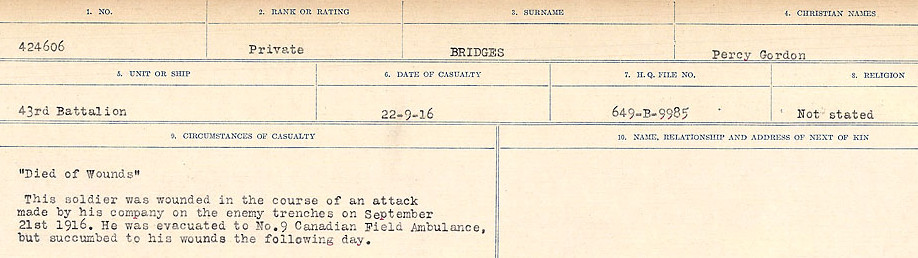 1. NO. 2. RANK OR RATING 3. SURNAME 4. CHRISTIAN NAMES
424606 Private BRIDGES Percy Gordon
5. UNIT OR SHIP 6. DATE OF CASUALTY 7. H.Q. FILE NO. 8. RELIGION
43rd Battalion 22-9-16 649-B-9985 Not stated
9. CIRCUMSTANCES OF CASUALTY 10. NAME, RELATIONSHIP AND ADDRESS OF NEXT OF KIN
"Died of Wounds"
This soldier was wounded in the course of an attack
made by his company on the enemy trenches on September
21st 1916. He was evacuated to No.9 Canadian Field Ambulance,
but succumbed to his wounds the following day.